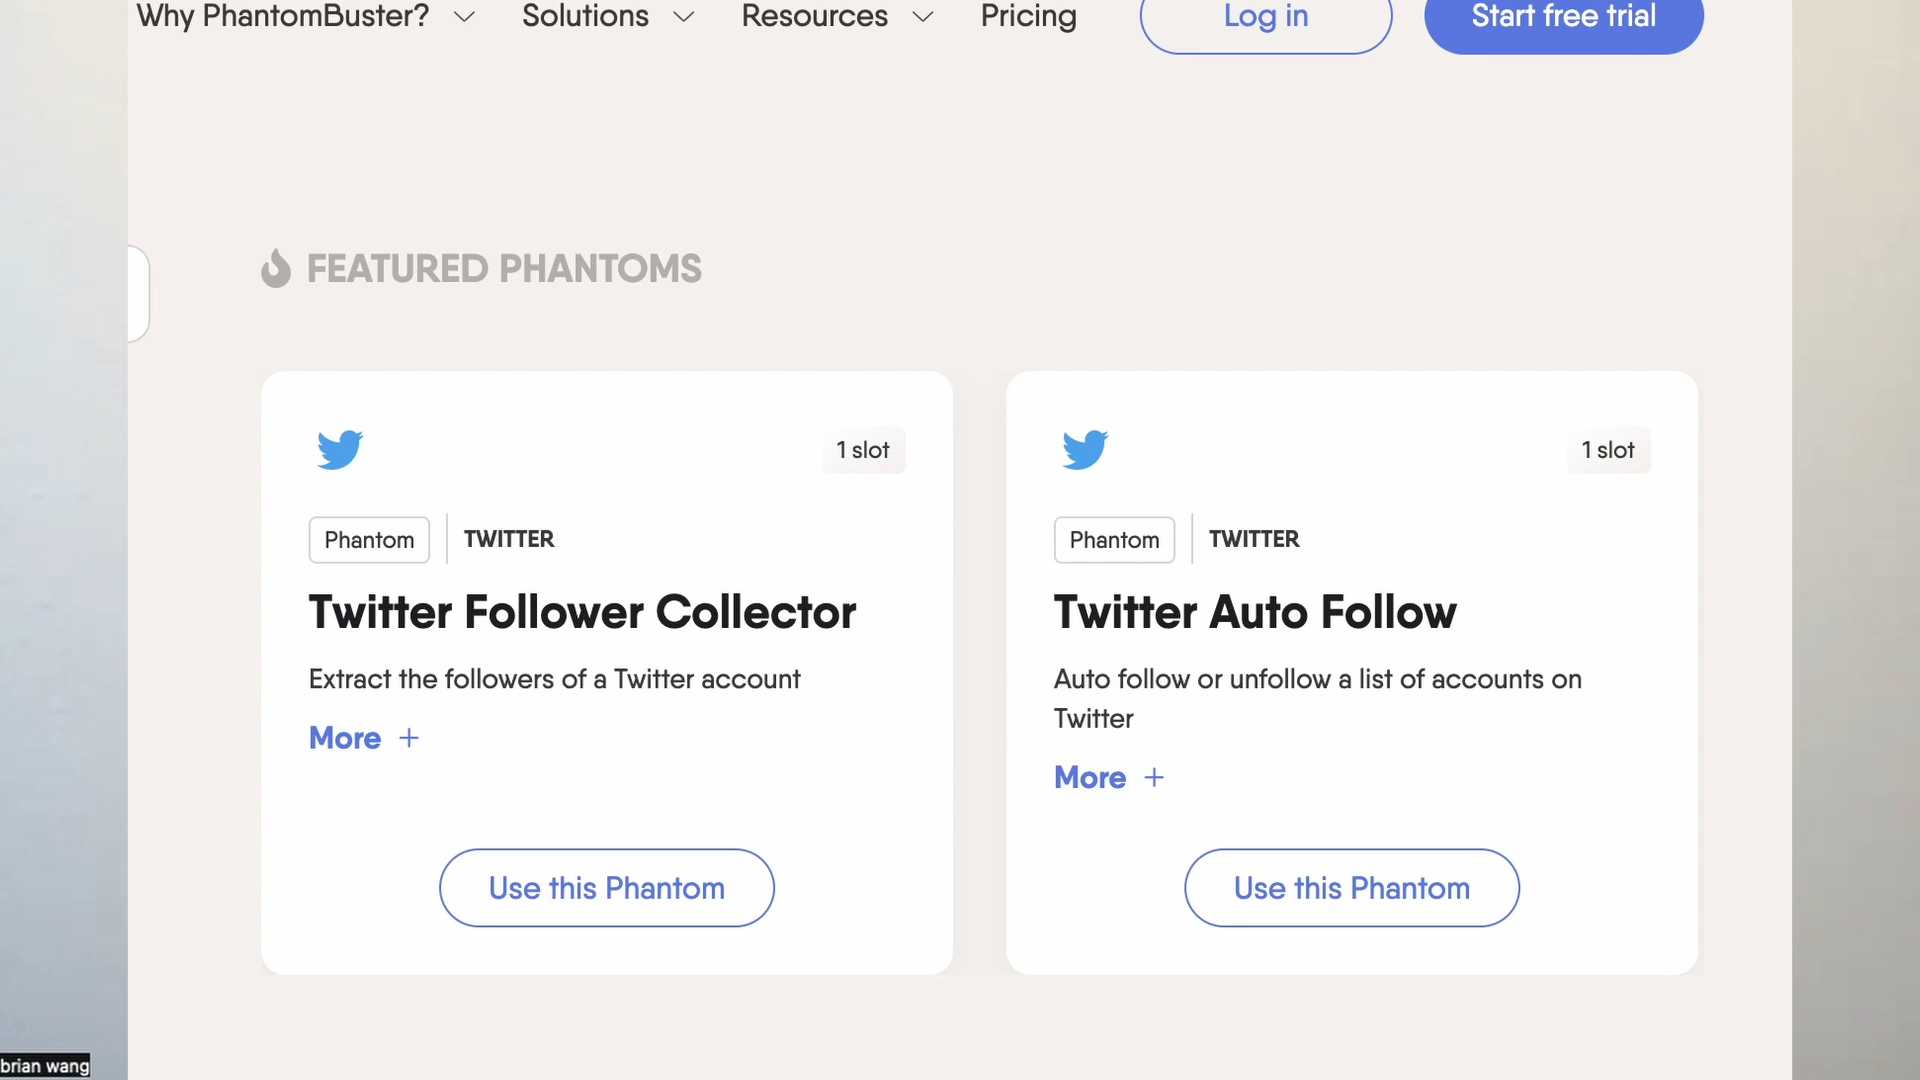 Why PhantomBuster? Solutions Resources Pricing Log in Start free trial
FEATURED PHANTOMS
1 slot
Phantom TWITTER
Twitter Follower Collector
Extract the followers of a Twitter account
More +
Use this Phantom
1 slot
Phantom TWITTER
Twitter Auto Follow
Auto follow or unfollow a list of accounts on
Twitter
More +
Use this Phantom
brian wang